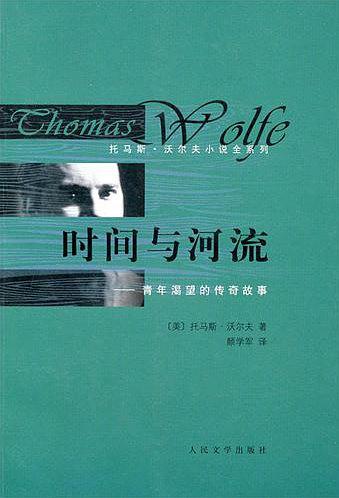 Thomas Wolfe
托马斯·沃尔夫小说全系列
时间与河流
——青年渴望的传奇故事
〔美〕托马斯·沃尔夫 著
颜学军 译
人民文学出版社